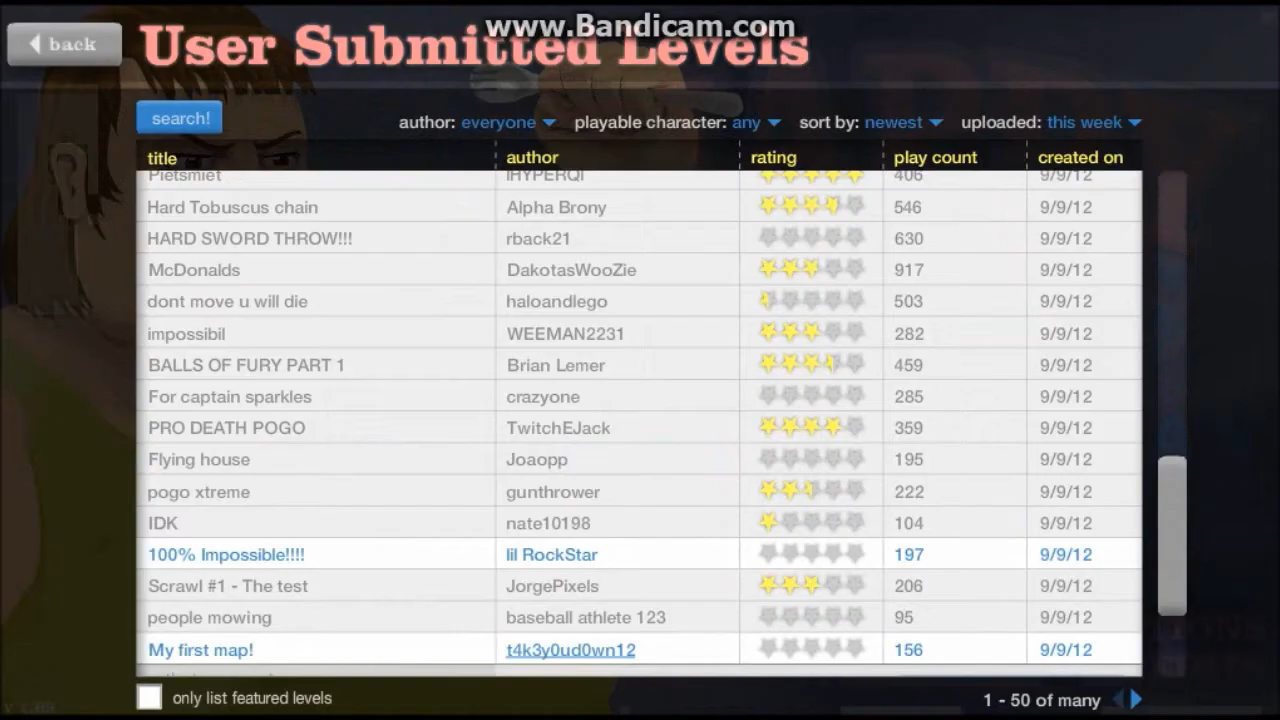 www.Bandicam.com
back
User Submitted Levels
search!
author: everyone playable character: any sort by: newest uploaded: this week
title author rating play count created on
Pietsmiet IHYPERQI 406 9/9/12
Hard Tobuscus chain Alpha Brony 546 9/9/12
HARD SWORD THROW!!! rback21 630 9/9/12
McDonalds DakotasWooZie 917 9/9/12
dont move u will die haloandlego 503 9/9/12
impossibil WEEMAN2231 282 9/9/12
BALLS OF FURY PART 1 Brian Lemer 459 9/9/12
For captain sparkles crazyone 285 9/9/12
PRO DEATH POGO TwitchEJack 359 9/9/12
Flying house Joaopp 195 9/9/12
pogo xtreme gunthrower 222 9/9/12
IDK nate10198 104 9/9/12
100% Impossible!!!! lil RockStar 197 9/9/12
Scrawl #1 - The test JorgePixels 206 9/9/12
people mowing baseball athlete 123 95 9/9/12
My first map! t4k3y0ud0wn12 156 9/9/12
only list featured levels 1 - 50 of many